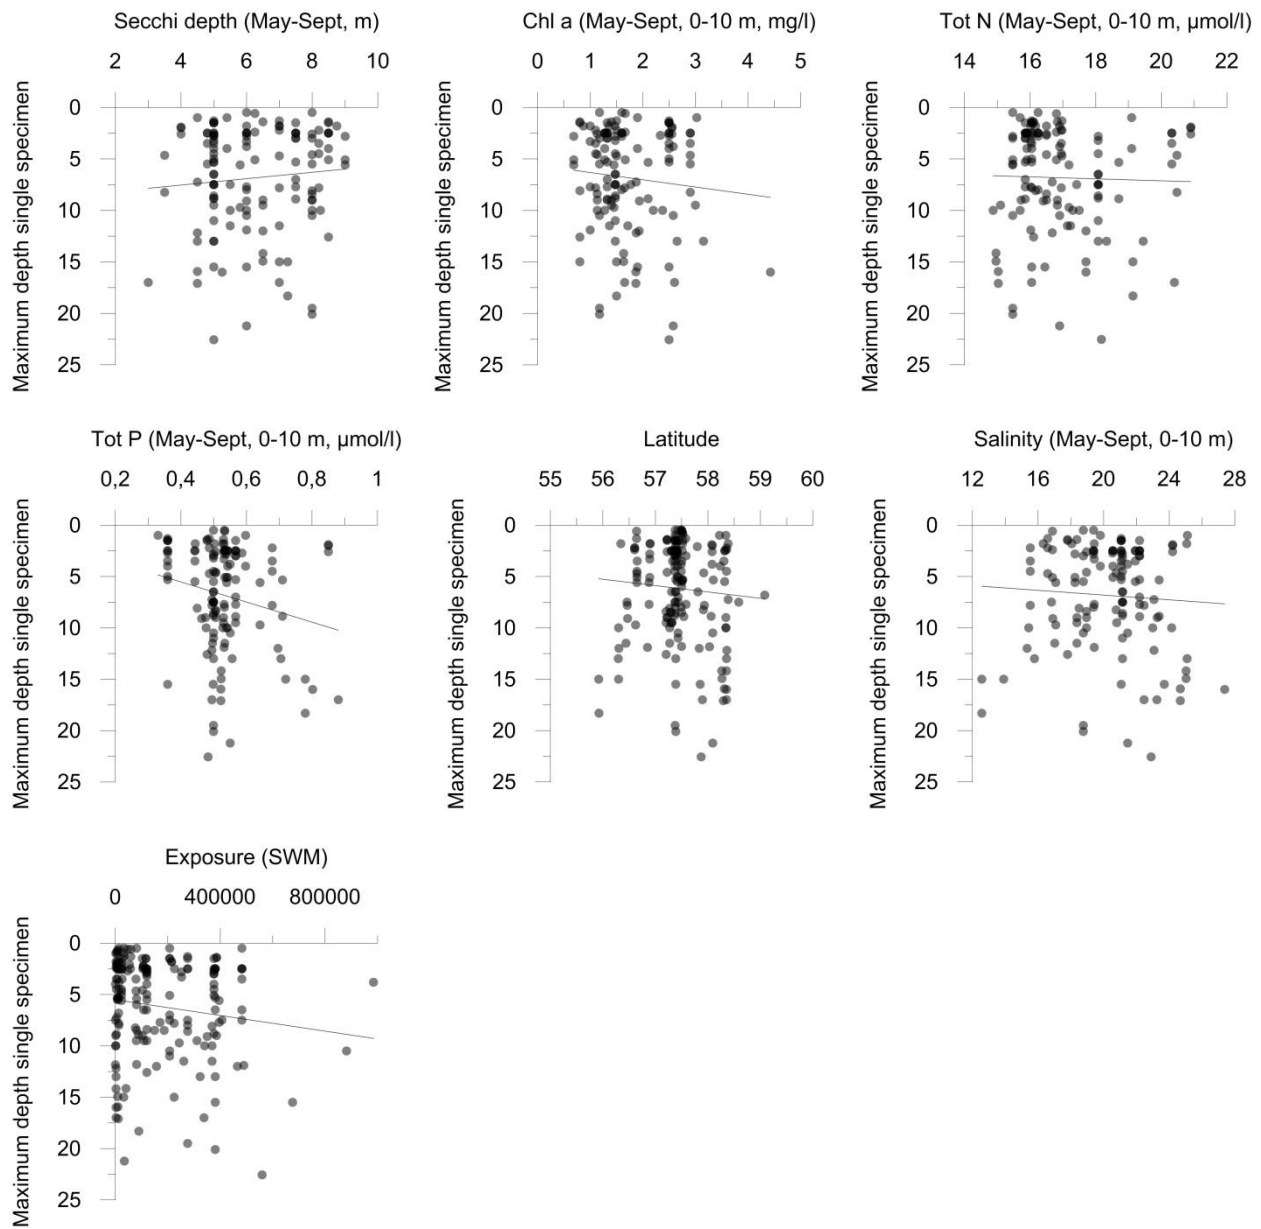 Secchi depth (May-Sept, m)
2 4 6 8 10
Maximum depth single specimen
0
5
10
15
20
25
Chl a (May-Sept, 0-10 m, mg/l)
0 1 2 3 4 5
Maximum depth single specimen
0
5
10
15
20
25
Tot N (May-Sept, 0-10 m, µmol/l)
14 16 18 20 22
Maximum depth single specimen
0
5
10
15
20
25
Tot P (May-Sept, 0-10 m, µmol/l)
0,2 0,4 0,6 0,8 1
Maximum depth single specimen
0
5
10
15
20
25
Latitude
55 56 57 58 59 60
Maximum depth single specimen
0
5
10
15
20
25
Salinity (May-Sept, 0-10 m)
12 16 20 24 28
Maximum depth single specimen
0
5
10
15
20
25
Exposure (SWM)
0 400000 800000
Maximum depth single specimen
0
5
10
15
20
25